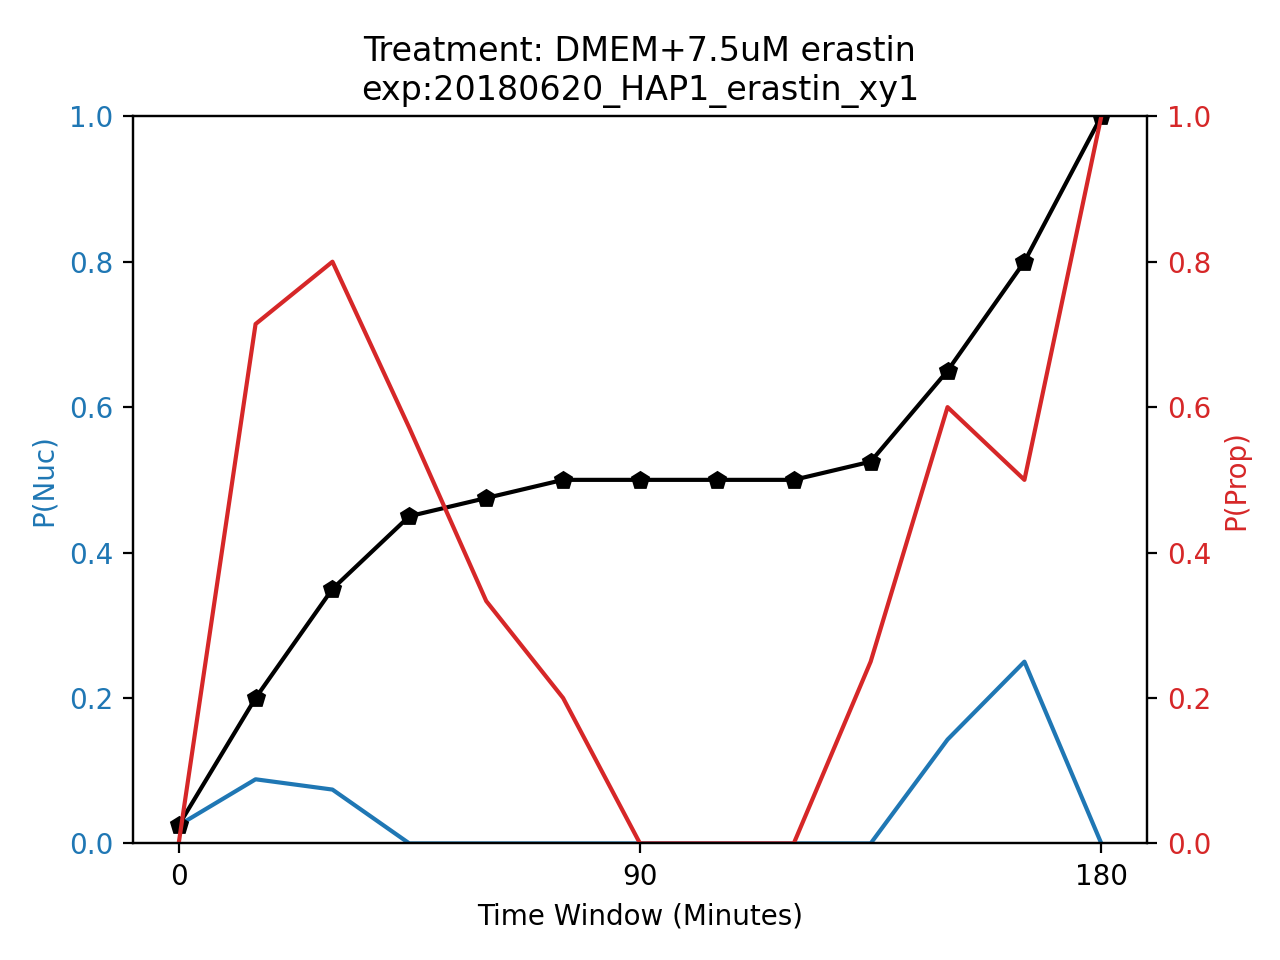 Treatment: DMEM+7.5uM erastin
exp:20180620_HAP1_erastin_xy1
1.0
0.8
0.6
0.4
0.2
0.0
P(Nuc)
1.0
0.8
0.6
0.4
0.2
0.0
P(Prop)
0 90 180
Time Window (Minutes)